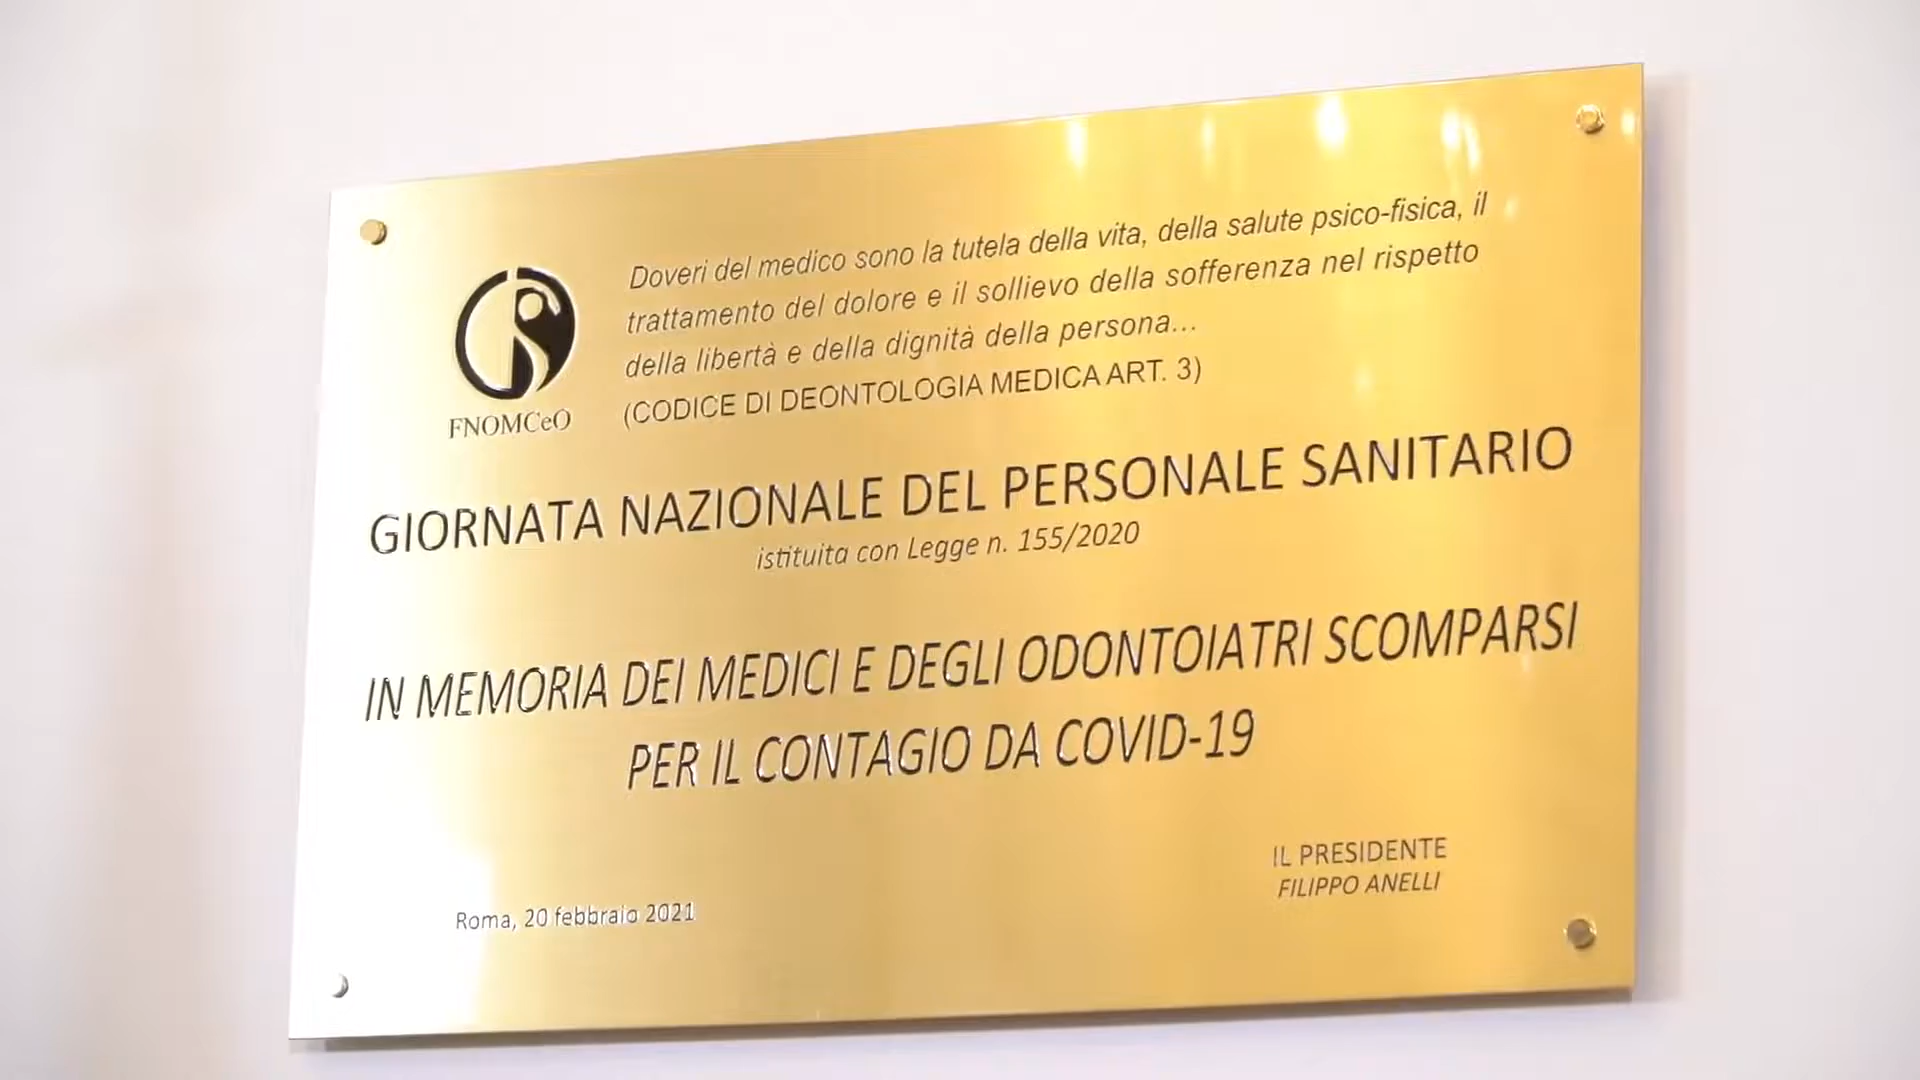 Doveri del medico sono la tutela della vita, della salute psico-fisica, il
trattamento del dolore e il sollievo della sofferenza nel rispetto
della libertà e della dignità della persona...
(CODICE DI DEONTOLOGIA MEDICA ART. 3)
FNOMCeO
GIORNATA NAZIONALE DEL PERSONALE SANITARIO
istituita con Legge n. 155/2020
IN MEMORIA DEI MEDICI E DEGLI ODONTOIATRI SCOMPARSI
PER IL CONTAGIO DA COVID-19
IL PRESIDENTE
FILIPPO ANELLI
Roma, 20 febbraio 2021